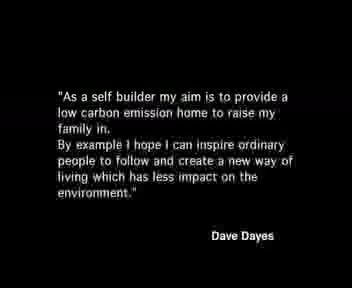 "As a self builder my aim is to provide a
low carbon emission home to raise my
family in.
By example I hope I can inspire ordinary
people to follow and create a new way of
living which has less impact on the
environment."
Dave Dayes